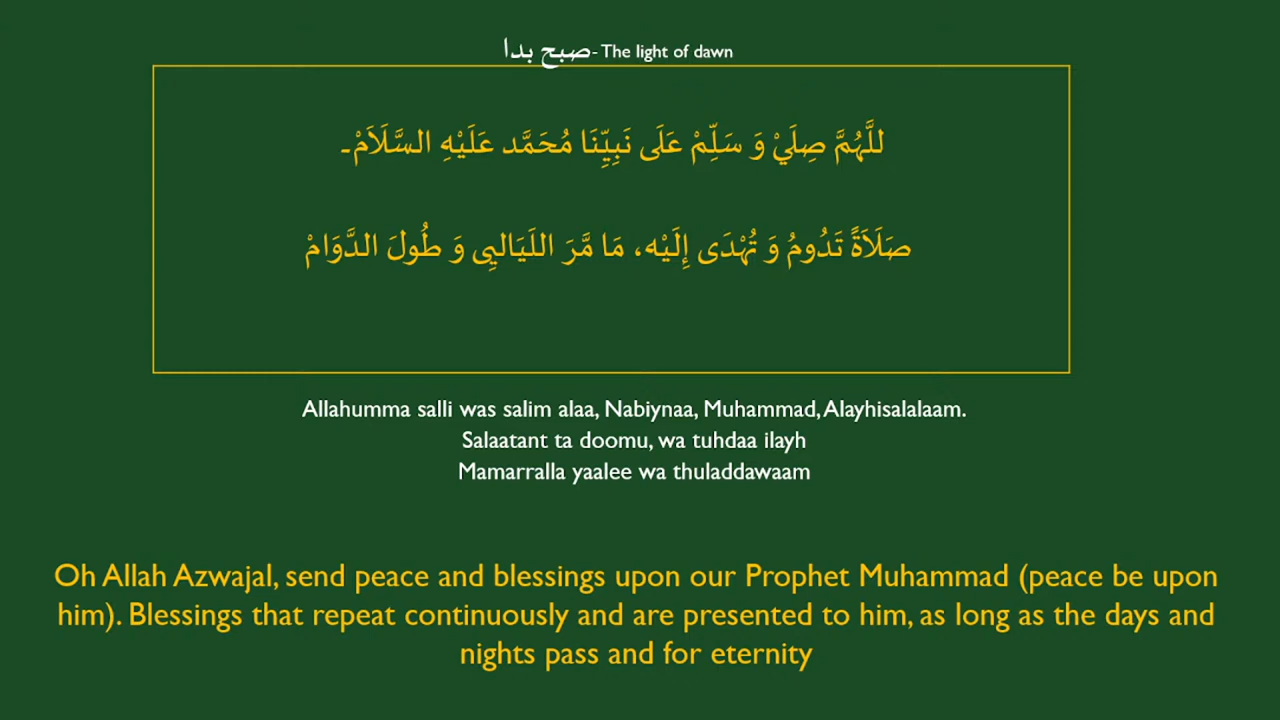 صبح بدا- The light of dawn
للَّهُمَّ صِلَيْ وَ سَلِّمْ عَلَى نَبِيِّنَا مُحَمَّد عَلَيْهِ السَّلَاَمْ۔
صَلَاَةً تَدُومُ وَ تُهْدَى إِلَيْه، مَا مَّرَ اللَيَالیِی وَ طُولَ الدَّوَامْ
Allahumma salli was salim alaa, Nabiynaa, Muhammad, Alayhisalalaam.
Salaatant ta doomu, wa tuhdaa ilayh
Mamarralla yaalee wa thuladdawaam
Oh Allah Azwajal, send peace and blessings upon our Prophet Muhammad (peace be upon
him). Blessings that repeat continuously and are presented to him, as long as the days and
nights pass and for eternity